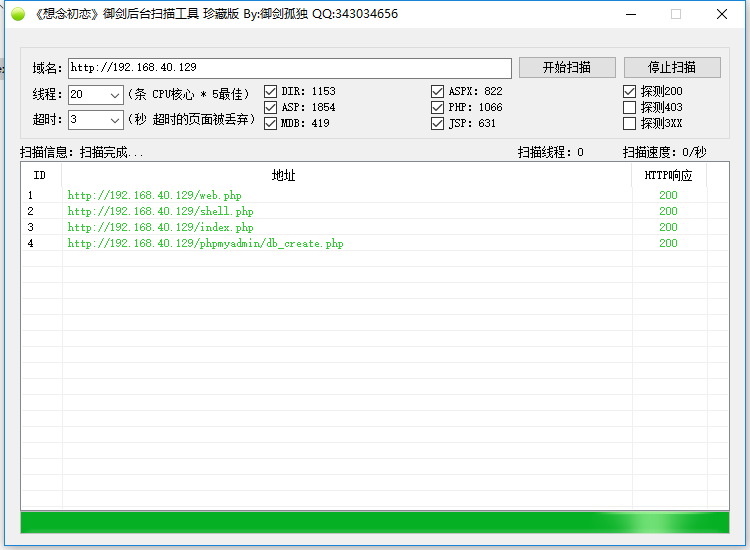 《想念初恋》御剑后台扫描工具 珍藏版 By:御剑孤独 QQ:343034656
域名: http://192.168.40.129 开始扫描 停止扫描
线程: 20 (条 CPU核心 * 5最佳) DIR: 1153 ASPX: 822 探测200
ASP: 1854 PHP: 1066 探测403
超时: 3 (秒 超时的页面被丢弃) MDB: 419 JSP: 631 探测3XX
扫描信息: 扫描完成... 扫描线程: 0 扫描速度: 0/秒
ID 地址 HTTP响应
1 http://192.168.40.129/web.php 200
2 http://192.168.40.129/shell.php 200
3 http://192.168.40.129/index.php 200
4 http://192.168.40.129/phpmyadmin/db_create.php 200